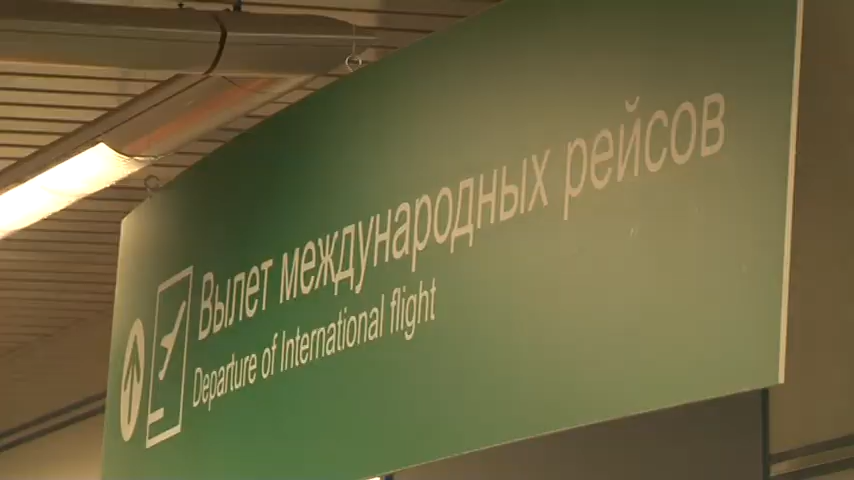 Вылет международных рейсов
Departure of International flight